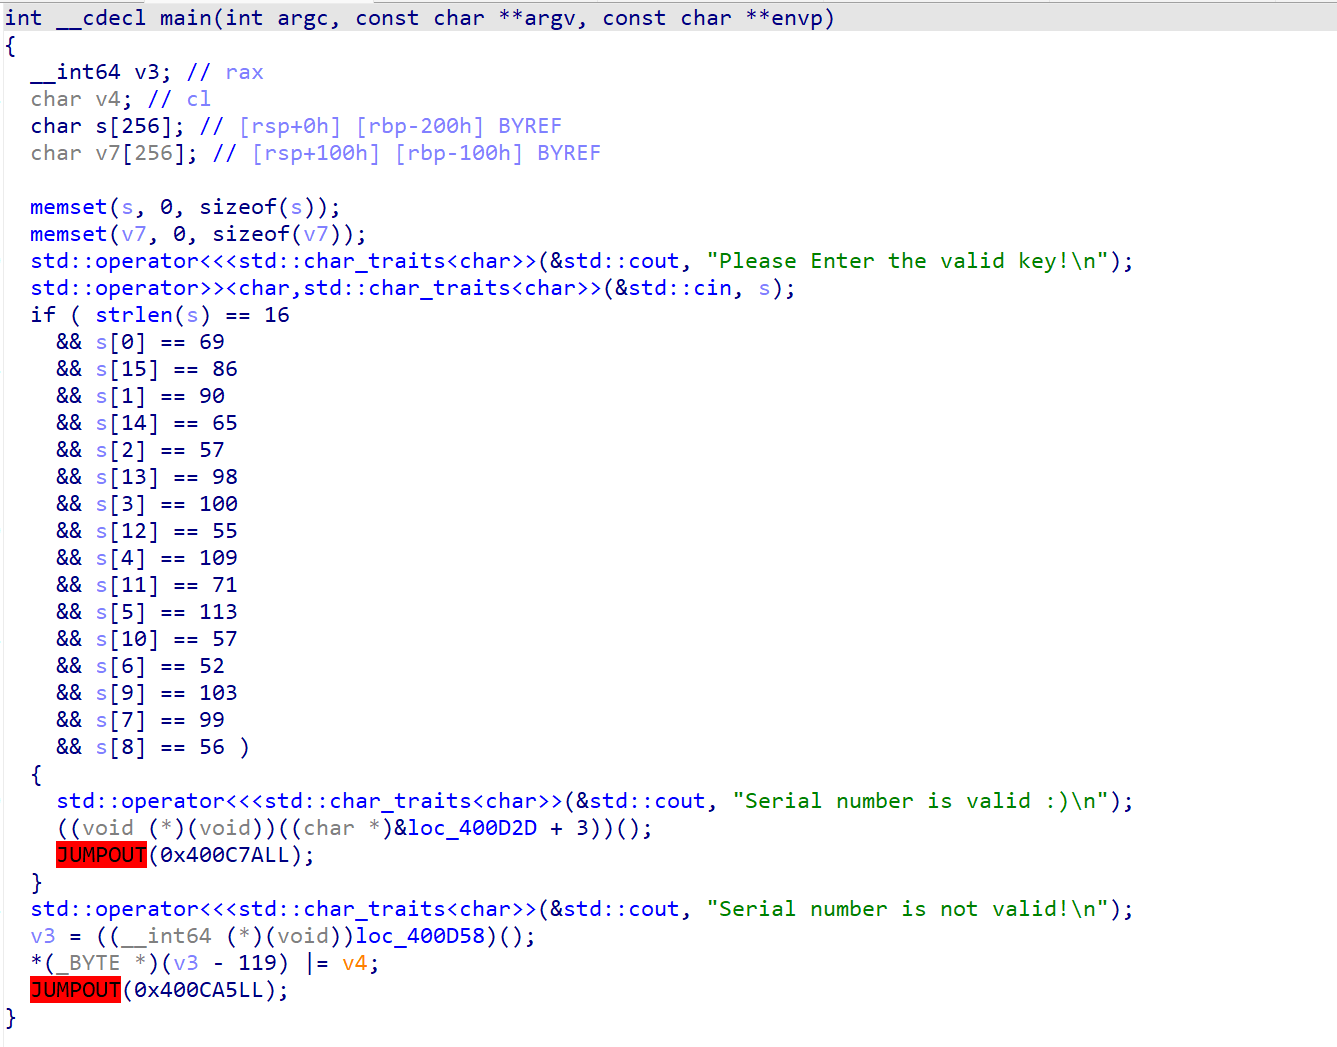 int __cdecl main(int argc, const char **argv, const char **envp)
{
  __int64 v3; // rax
  char v4; // cl
  char s[256]; // [rsp+0h] [rbp-200h] BYREF
  char v7[256]; // [rsp+100h] [rbp-100h] BYREF

  memset(s, 0, sizeof(s));
  memset(v7, 0, sizeof(v7));
  std::operator<<<std::char_traits<char>>(&std::cout, "Please Enter the valid key!\n");
  std::operator>><char,std::char_traits<char>>(&std::cin, s);
  if ( strlen(s) == 16
    && s[0] == 69
    && s[15] == 86
    && s[1] == 90
    && s[14] == 65
    && s[2] == 57
    && s[13] == 98
    && s[3] == 100
    && s[12] == 55
    && s[4] == 109
    && s[11] == 71
    && s[5] == 113
    && s[10] == 57
    && s[6] == 52
    && s[9] == 103
    && s[7] == 99
    && s[8] == 56 )
  {
    std::operator<<<std::char_traits<char>>(&std::cout, "Serial number is valid :)\n");
    ((void (*)(void))((char *)&loc_400D2D + 3))();
    JUMPOUT(0x400C7ALL);
  }
  std::operator<<<std::char_traits<char>>(&std::cout, "Serial number is not valid!\n");
  v3 = ((__int64 (*)(void))loc_400D58)();
  *(_BYTE *)(v3 - 119) |= v4;
  JUMPOUT(0x400CA5LL);
}